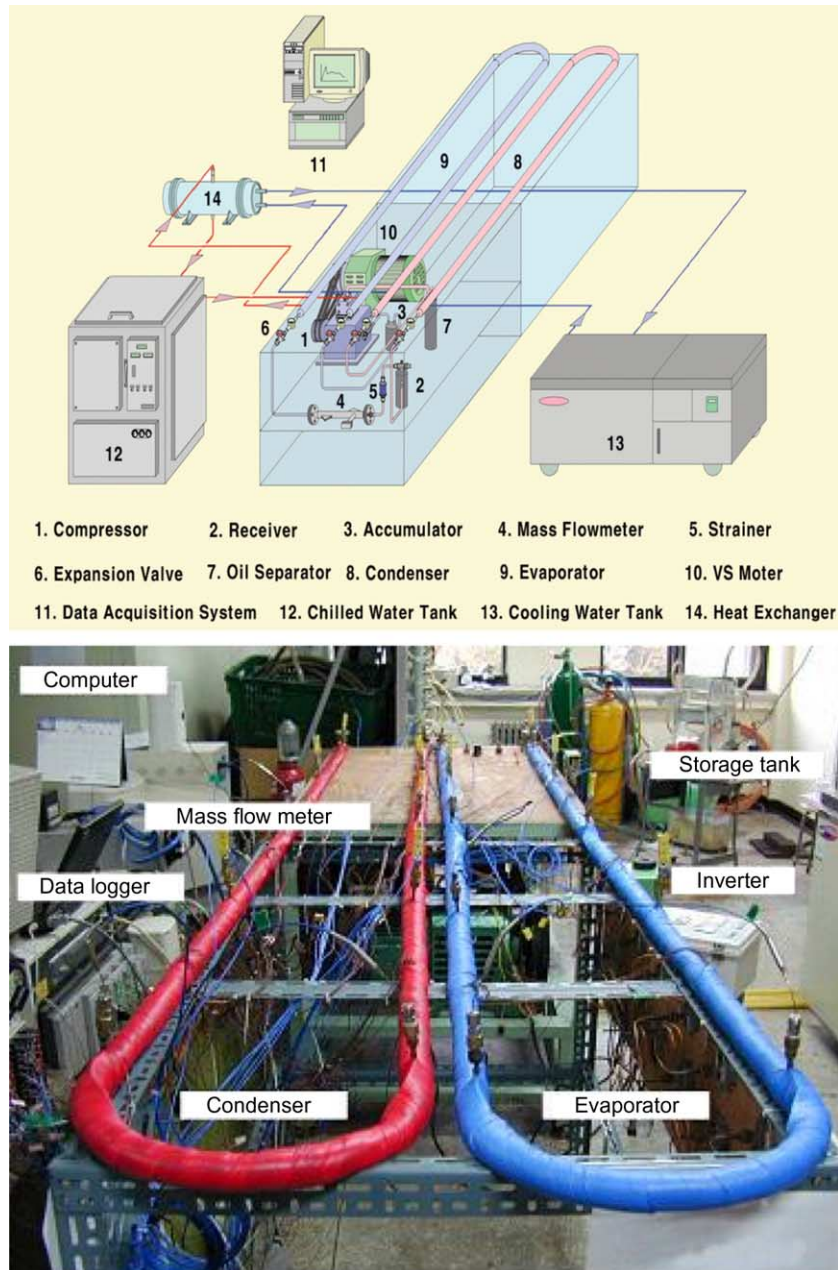 11
9
8
14
10
6
1
3
7
5
2
4
12
13
1. Compressor 2. Receiver 3. Accumulator 4. Mass Flowmeter 5. Strainer
6. Expansion Valve 7. Oil Separator 8. Condenser 9. Evaporator 10. VS Moter
11. Data Acquisition System 12. Chilled Water Tank 13. Cooling Water Tank 14. Heat Exchanger
Computer
Storage tank
Mass flow meter
Data logger
Inverter
Condenser
Evaporator